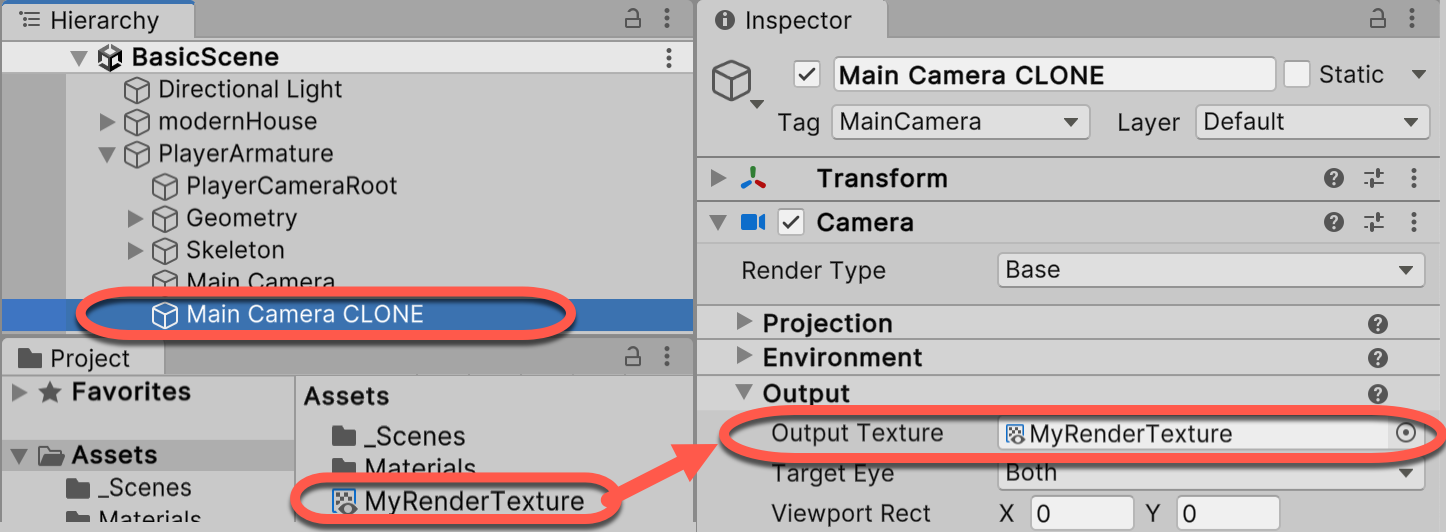 Hierarchy
BasicScene
Directional Light
modernHouse
PlayerArmature
PlayerCameraRoot
Geometry
Skeleton
Main Camera
Main Camera CLONE
Project
Favorites
Assets
_Scenes
Materials
Assets
_Scenes
Materials
MyRenderTexture
Inspector
Main Camera CLONE Static
Tag MainCamera Layer Default
Transform
Camera
Render Type Base
Projection
Environment
Output
Output Texture MyRenderTexture
Target Eye Both
Viewport Rect X 0 Y 0